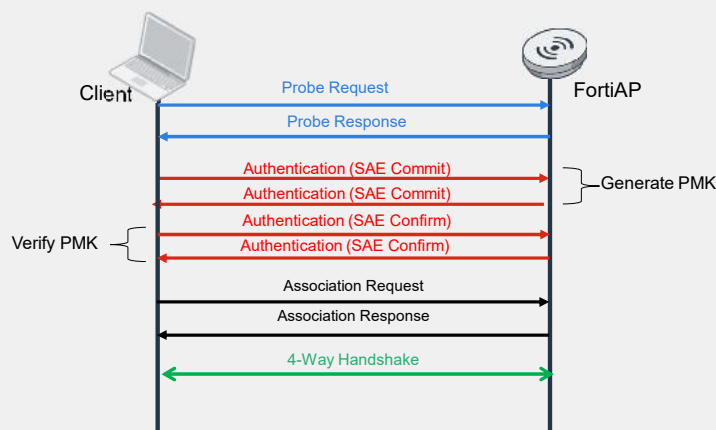 Client
FortiAP
Probe Request
Probe Response
Authentication (SAE Commit)
Authentication (SAE Commit)
Generate PMK
Authentication (SAE Confirm)
Authentication (SAE Confirm)
Verify PMK
Association Request
Association Response
4-Way Handshake